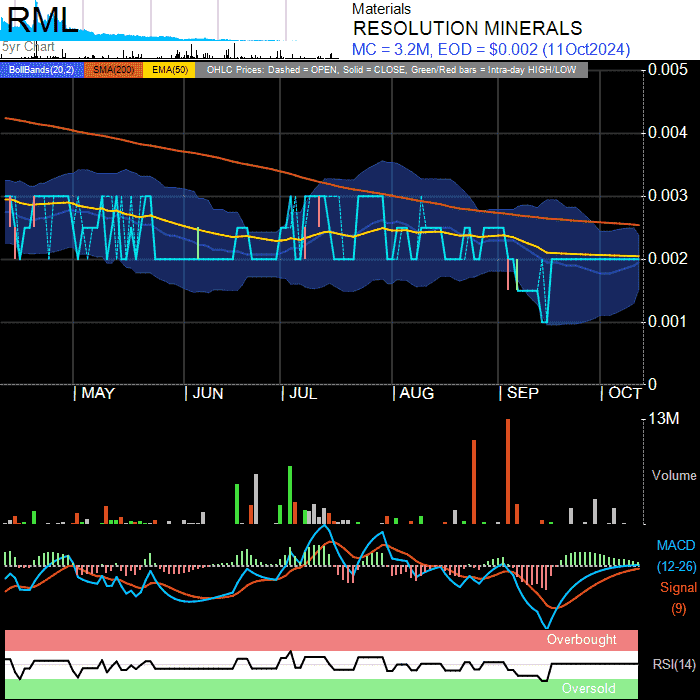 RML
5yr Chart
Materials
RESOLUTION MINERALS
MC = 3.2M, EOD = $0.002 (11Oct2024)
BollBands(20,2) SMA(200) EMA(50) OHLC Prices: Dashed = OPEN, Solid = CLOSE, Green/Red bars = Intra-day HIGH/LOW
0.005
0.004
0.003
0.002
0.001
0
| MAY | JUN | JUL | AUG | SEP | OCT
13M
Volume
MACD
(12-26)
Signal
(9)
Overbought
RSI(14)
Oversold